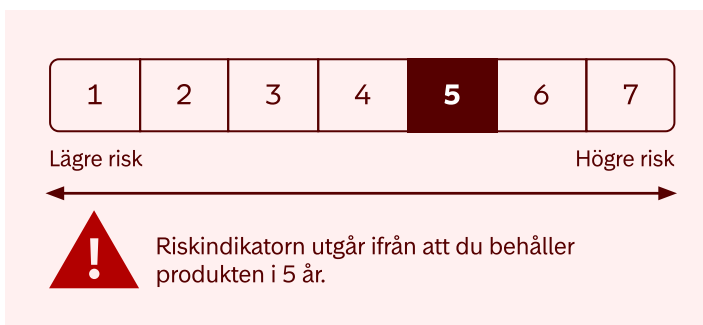 1 2 3 4 5 6 7
Lägre risk Högre risk
! Riskindikatorn utgår ifrån att du behåller
produkten i 5 år.